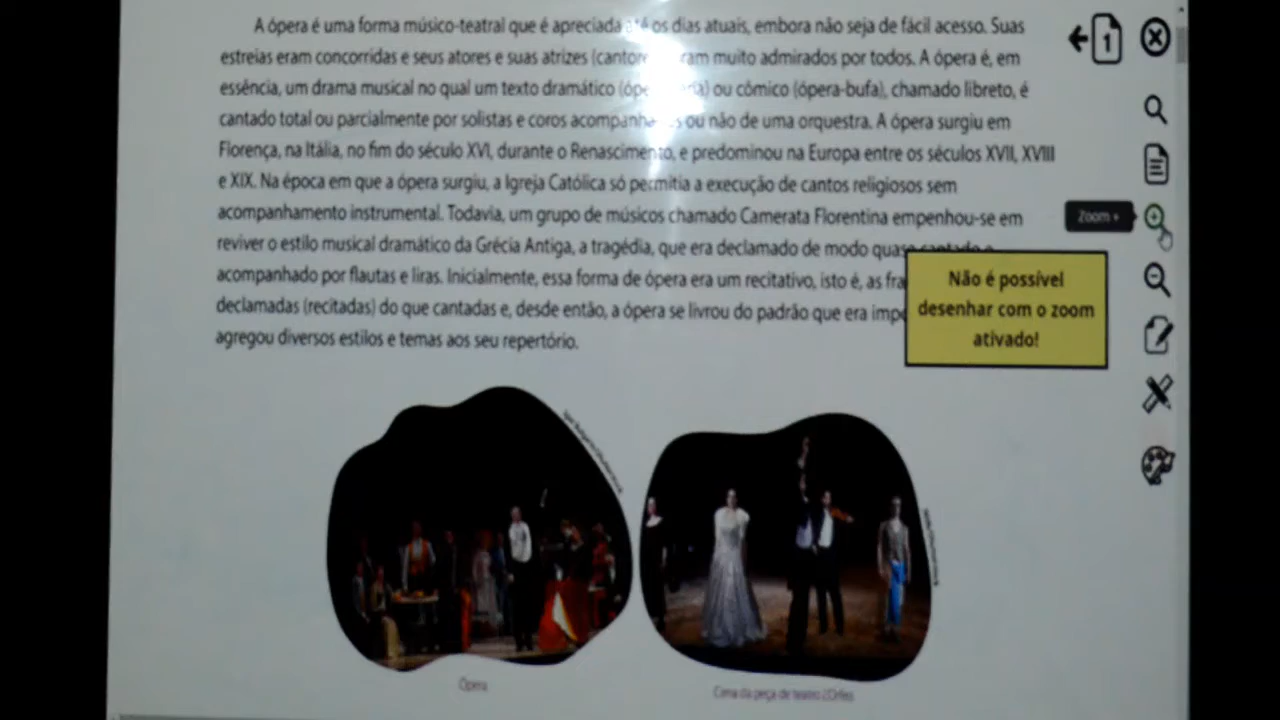 A ópera é uma forma músico-teatral que é apreciada até os dias atuais, embora não seja de fácil acesso. Suas
estreias eram concorridas e seus atores e suas atrizes muito admirados por todos. A ópera é, em
essência, um drama musical no qual um texto dramático ou cômico (ópera-bufa), chamado libreto, é
cantado total ou parcialmente por solistas e coros ou não de uma orquestra. A ópera surgiu em
Florença, na Itália, no fim do século XVI, durante o Renascimento, e predominou na Europa entre os séculos XVII, XVIII
e XIX. Na época em que a ópera surgiu, a Igreja Católica só permitia a execução de cantos religiosos sem
acompanhamento instrumental. Todavia, um grupo de músicos chamado Camerata Florentina empenhou-se em
reviver o estilo musical dramático da Grécia Antiga, a tragédia, que era declamado de modo quase
acompanhado por flautas e liras. Inicialmente, essa forma de ópera era um recitativo, isto é, as
declamadas (recitadas) do que cantadas e, desde então, a ópera se livrou do padrão que era
agregou diversos estilos e temas aos seu repertório.
1
Zoom +
Não é possível
desenhar com o zoom
ativado!
Ópera
Cena da peça de teatro